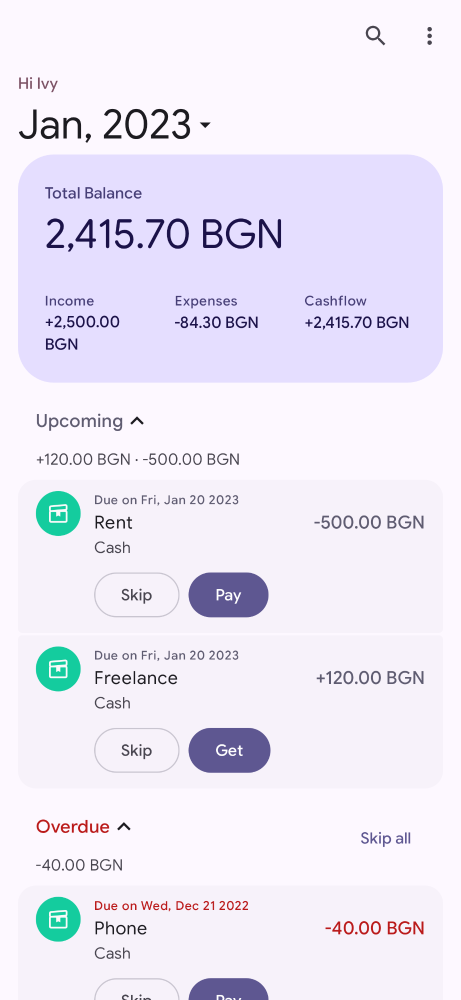 Hi Ivy
Jan, 2023
Total Balance
2,415.70 BGN
Income
+2,500.00
BGN
Expenses
-84.30 BGN
Cashflow
+2,415.70 BGN
Upcoming
+120.00 BGN · -500.00 BGN
Due on Fri, Jan 20 2023
Rent
-500.00 BGN
Cash
Skip
Pay
Due on Fri, Jan 20 2023
Freelance
+120.00 BGN
Cash
Skip
Get
Overdue
Skip all
-40.00 BGN
Due on Wed, Dec 21 2022
Phone
-40.00 BGN
Cash
Skip
Pay